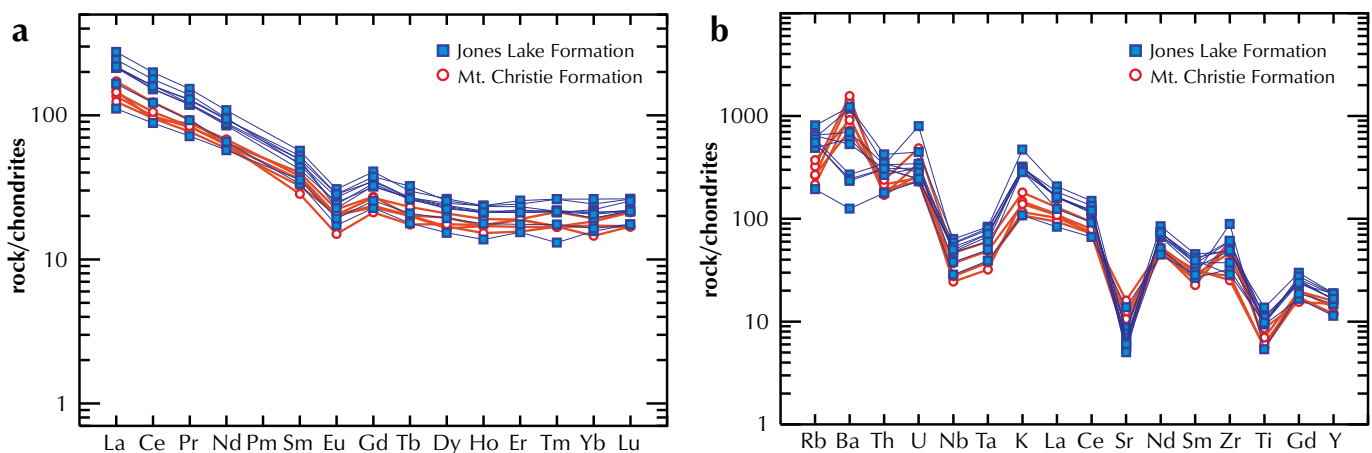 a
Jones Lake Formation
Mt. Christie Formation
rock/chondrites
100
10
1
La Ce Pr Nd Pm Sm Eu Gd Tb Dy Ho Er Tm Yb Lu
b
Jones Lake Formation
Mt. Christie Formation
rock/chondrites
10000
1000
100
10
1
Rb Ba Th U Nb Ta K La Ce Sr Nd Sm Zr Ti Gd Y